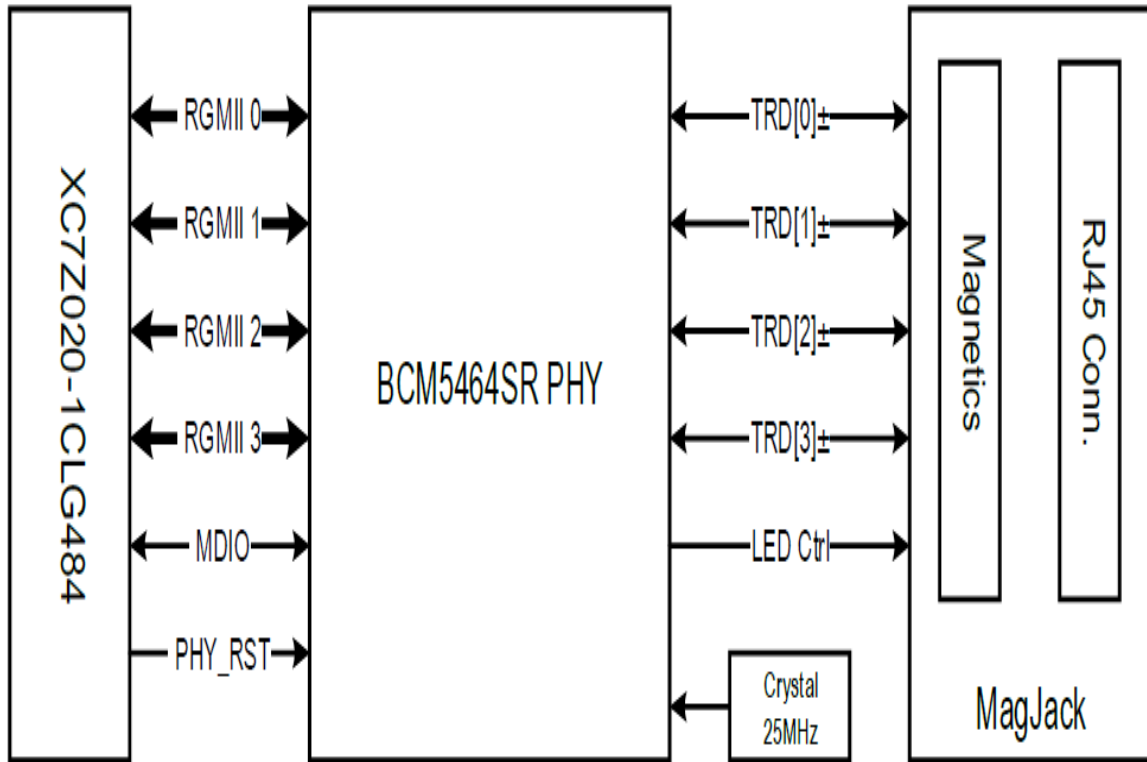 XC7Z020-1CLG484
RGMII 0
RGMII 1
RGMII 2
RGMII 3
MDIO
PHY_RST
BCM5464SR PHY
TRD[0]±
TRD[1]±
TRD[2]±
TRD[3]±
LED Ctrl
Crystal
25MHz
Magnetics
RJ45 Conn.
MagJack